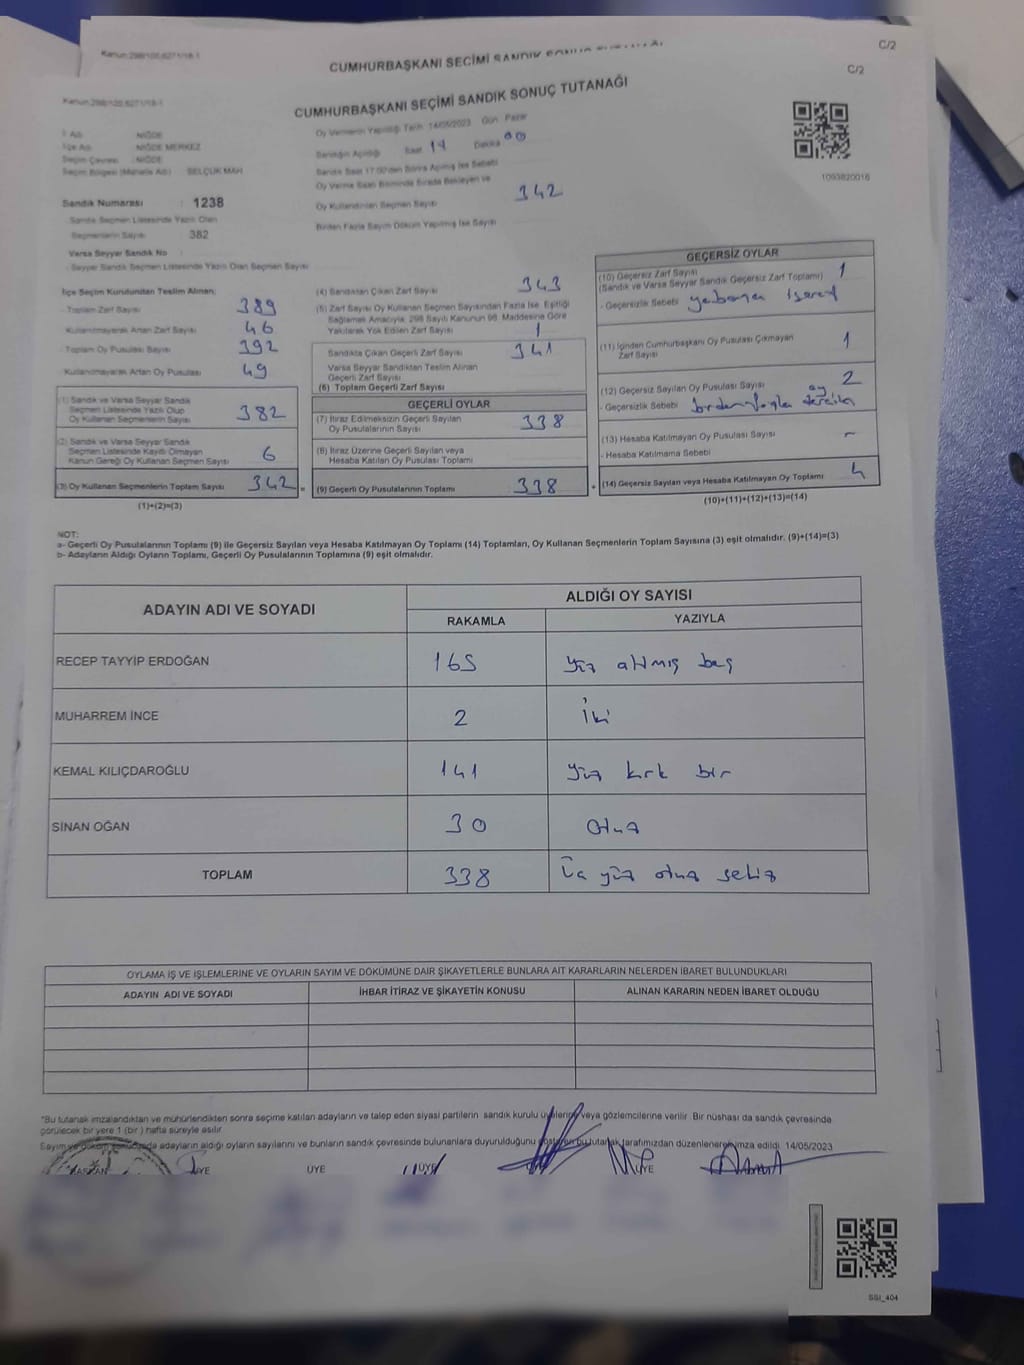 Kanun:298/105,6271/18-1
CUMHURBAŞKANI SEÇİMİ SANDIK SONUÇ TUTANAĞI
C/2
C/2
Kanun:298/105,6271/18-1
CUMHURBAŞKANI SEÇİMİ SANDIK SONUÇ TUTANAĞI
İl Adı : NİĞDE
İlçe Adı : NİĞDE MERKEZ
Seçim Çevresi : NİĞDE
Seçim Bölgesi (Mahalle Adı) : SELÇUK MAH
Oy Vermenin Yapıldığı Tarih 14/05/2023 Gün Pazar
Sandığın Açıldığı Saat 17 Dakika 00
Sandık Saat 17:00'den Sonra Açılmış İse Sebebi
Oy Verme Saati Bitiminde Sırada Bekleyen ve
Oy Kullandırılan Seçmen Sayısı 342
Birden Fazla Sayım Döküm Yapılmış İse Sayısı
1093820016
Sandık Numarası : 1238
Sandık Seçmen Listesinde Yazılı Olan
Seçmenlerin Sayısı 382
Varsa Seyyar Sandık No :
- Seyyar Sandık Seçmen Listesinde Yazılı Olan Seçmen Sayısı
İlçe Seçim Kurulundan Teslim Alınan;
- Toplam Zarf Sayısı 389
- Kullanılmayarak Artan Zarf Sayısı 46
- Toplam Oy Pusulası Sayısı 392
- Kullanılmayarak Artan Oy Pusulası 49
(1) Sandık ve Varsa Seyyar Sandık
Seçmen Listesinde Yazılı Olup
Oy Kullanan Seçmenlerin Sayısı 382
(2) Sandık ve Varsa Seyyar Sandık
Seçmen Listesinde Kayıtlı Olmayan
Kanun Gereği Oy Kullanan Seçmen Sayısı 6
(3) Oy Kullanan Seçmenlerin Toplam Sayısı 342 =
(1)+(2)=(3)
(4) Sandıktan Çıkan Zarf Sayısı 343
(5) Zarf Sayısı Oy Kullanan Seçmen Sayısından Fazla İse, Eşitliği
Sağlamak Amacıyla, 298 Sayılı Kanunun 98. Maddesine Göre
Yakılarak Yok Edilen Zarf Sayısı 1
Sandıkta Çıkan Geçerli Zarf Sayısı 341
Varsa Seyyar Sandıktan Teslim Alınan
Geçerli Zarf Sayısı
(6) Toplam Geçerli Zarf Sayısı
GEÇERLİ OYLAR
(7) İtiraz Edilmeksizin Geçerli Sayılan
Oy Pusulalarının Sayısı 338
(8) İtiraz Üzerine Geçerli Sayılan veya
Hesaba Katılan Oy Pusulası Toplamı
(9) Geçerli Oy Pusulalarının Toplamı 338 +
GEÇERSİZ OYLAR
(10) Geçersiz Zarf Sayısı 1
(Sandık ve Varsa Seyyar Sandık Geçersiz Zarf Toplamı)
- Geçersizlik Sebebi yabancı işaret
(11) İçinden Cumhurbaşkanı Oy Pusulası Çıkmayan
Zarf Sayısı 1
(12) Geçersiz Sayılan Oy Pusulası Sayısı 2
- Geçersizlik Sebebi birden fazla oy
(13) Hesaba Katılmayan Oy Pusulası Sayısı -
- Hesaba Katılmama Sebebi
(14) Geçersiz Sayılan veya Hesaba Katılmayan Oy Toplamı 4
(10)+(11)+(12)+(13)=(14)
NOT:
a- Geçerli Oy Pusulalarının Toplamı (9) ile Geçersiz Sayılan veya Hesaba Katılmayan Oy Toplamı (14) Toplamları, Oy Kullanan Seçmenlerin Toplam Sayısına (3) eşit olmalıdır. (9)+(14)=(3)
b- Adayların Aldığı Oyların Toplamı, Geçerli Oy Pusulalarının Toplamına (9) eşit olmalıdır.
ADAYIN ADI VE SOYADI
ALDIĞI OY SAYISI
RAKAMLA YAZIYLA
RECEP TAYYİP ERDOĞAN 165 yüz altmış beş
MUHARREM İNCE 2 İki
KEMAL KILIÇDAROĞLU 141 yüz kırk bir
SİNAN OĞAN 30 otuz
TOPLAM 338 üç yüz otuz sekiz
OYLAMA İŞ VE İŞLEMLERİNE VE OYLARIN SAYIM VE DÖKÜMÜNE DAİR ŞİKAYETLERLE BUNLARA AİT KARARLARIN NELERDEN İBARET BULUNDUKLARI
ADAYIN ADI VE SOYADI İHBAR İTİRAZ VE ŞİKAYETİN KONUSU ALINAN KARARIN NEDEN İBARET OLDUĞU
*Bu tutanak imzalandıktan ve mühürlendikten sonra seçime katılan adayların ve talep eden siyasi partilerin sandık kurulu üyelerine veya gözlemcilerine verilir. Bir nüshası da sandık çevresinde
görülecek bir yere 1 (bir) hafta süreyle asılır.
Sayım ve döküm adayların aldığı oyların sayılarını ve bunların sandık çevresinde bulunanlara duyurulduğunu gösteren bu tutanak tarafımızdan düzenlenerek imza edildi. 14/05/2023
BAŞKAN ÜYE ÜYE ÜYE ÜYE
SSI_404